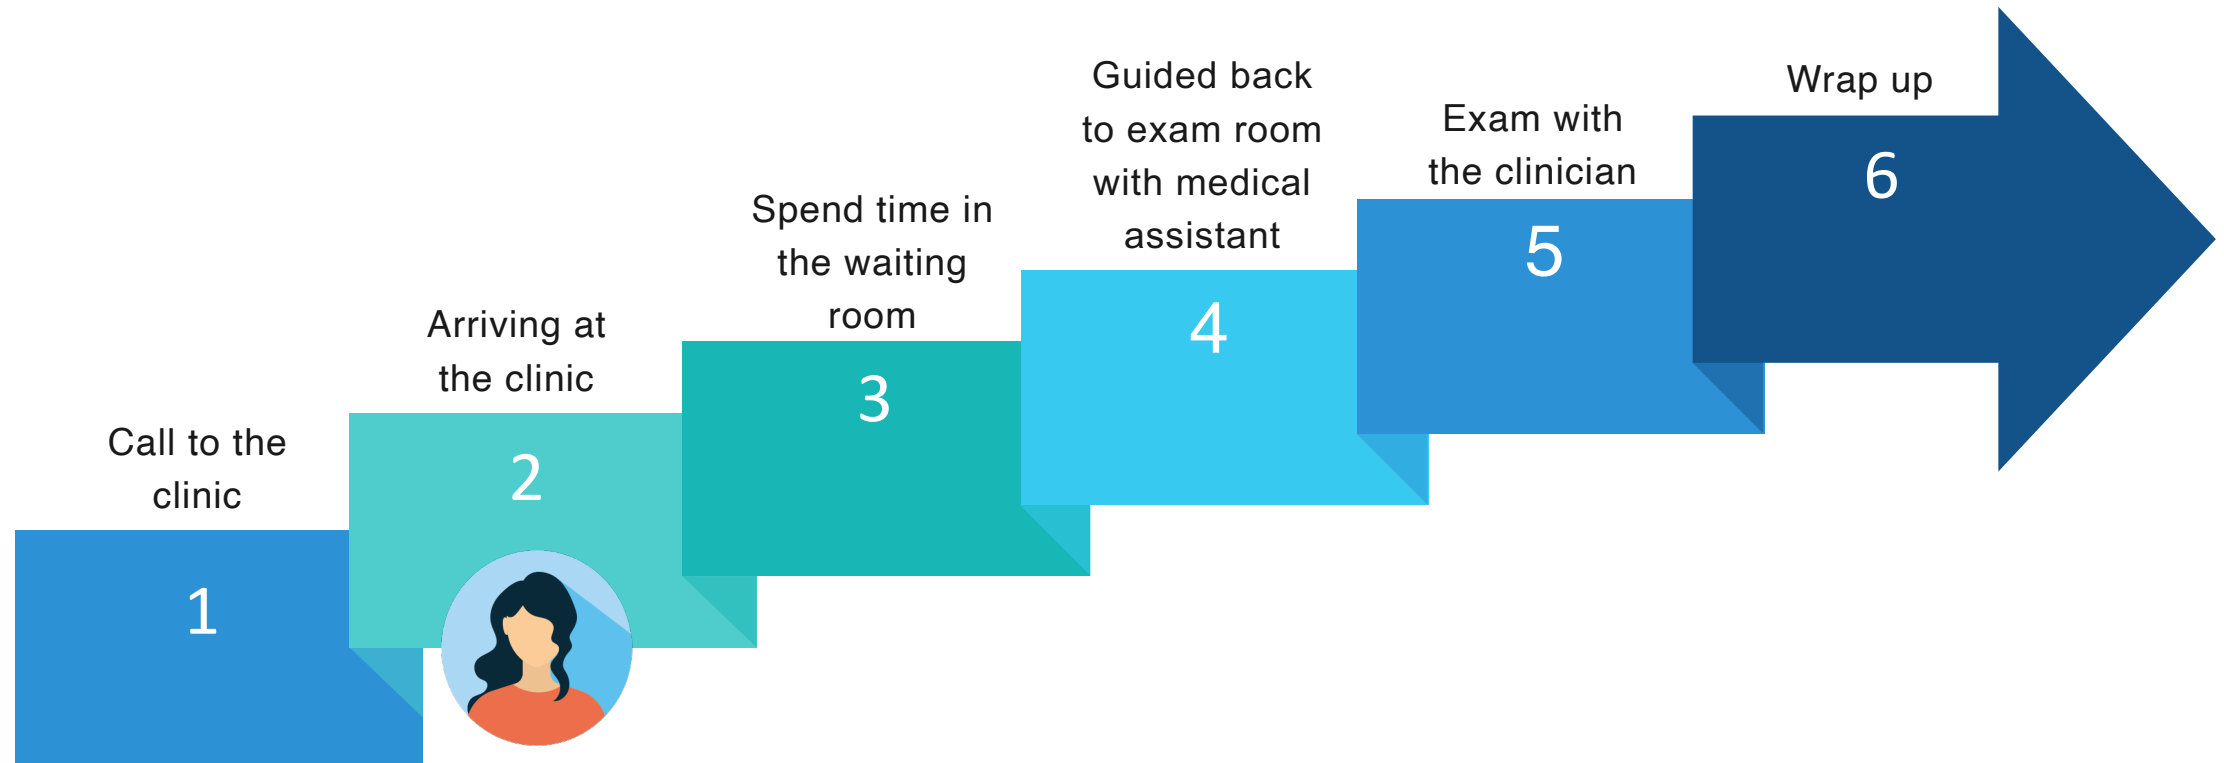 Call to the
clinic
1
Arriving at
the clinic
2
Spend time in
the waiting
room
3
Guided back
to exam room
with medical
assistant
4
Exam with
the clinician
5
Wrap up
6